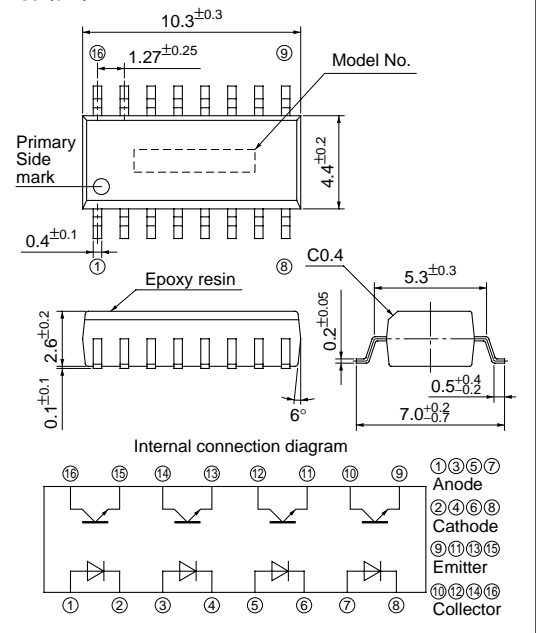 10.3±0.3
⑯ 1.27±0.25 ⑨
Model No.
Primary
Side
mark
4.4±0.2
0.4±0.1
① ⑧
C0.4
Epoxy resin
5.3±0.3
2.6±0.2
0.2±0.05
0.1±0.1
6°
0.5+0.4−0.2
7.0+0.2−0.7
Internal connection diagram
⑯ ⑮ ⑭ ⑬ ⑫ ⑪ ⑩ ⑨
① ② ③ ④ ⑤ ⑥ ⑦ ⑧
①③⑤⑦
Anode
②④⑥⑧
Cathode
⑨⑪⑬⑮
Emitter
⑩⑫⑭⑯
Collector